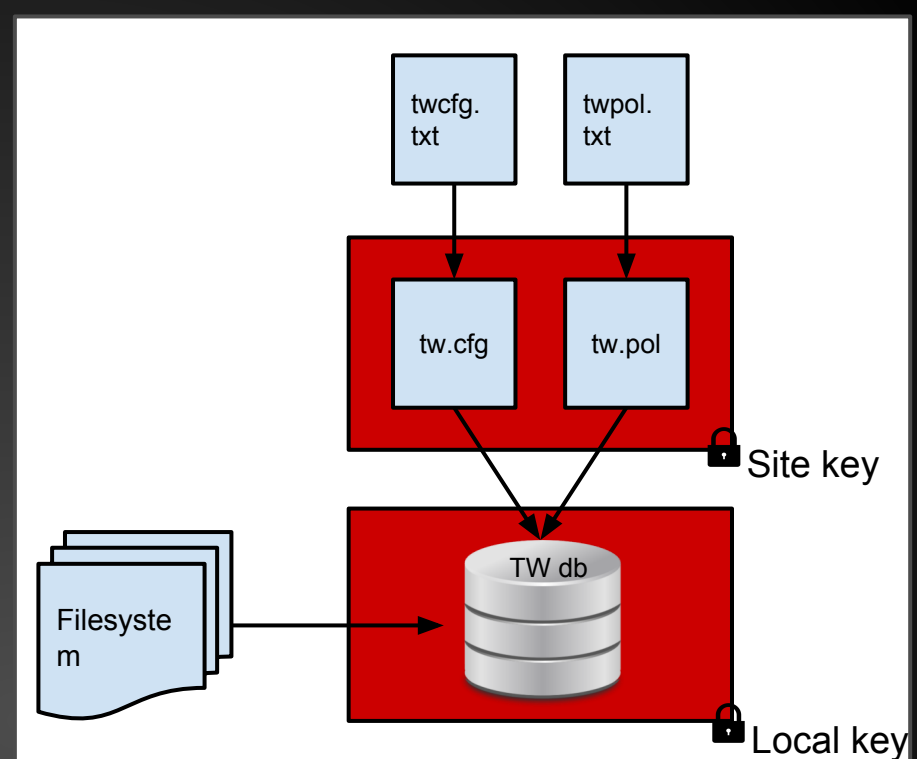 twcfg.
txt
twpol.
txt
tw.cfg
tw.pol
Site key
TW db
Filesyste
m
Local key